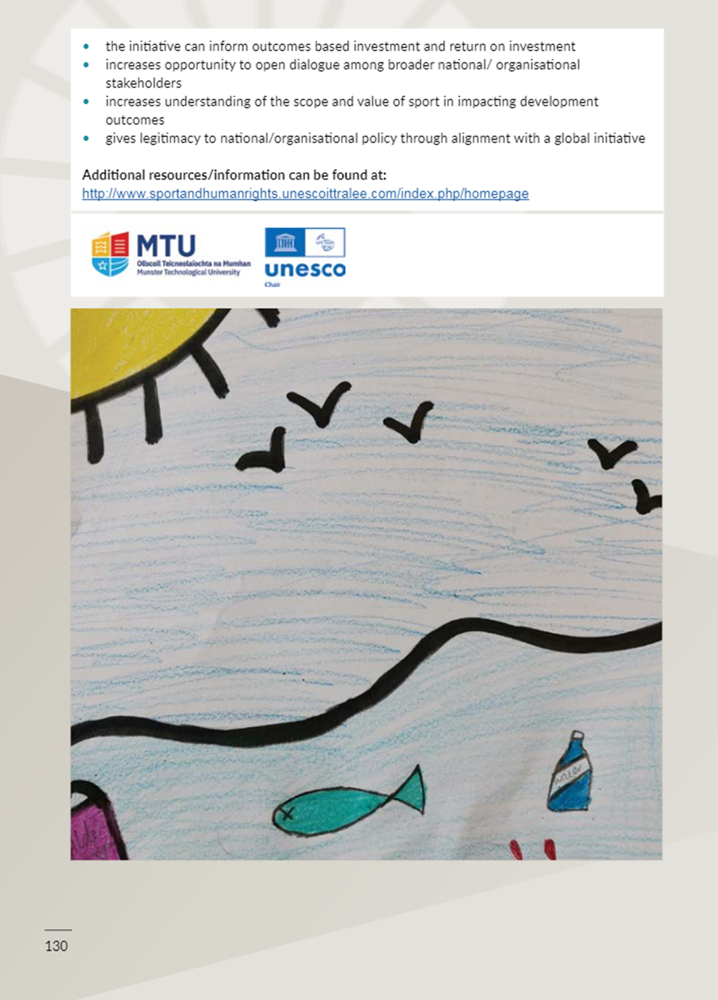 • the initiative can inform outcomes based investment and return on investment
• increases opportunity to open dialogue among broader national/ organisational
stakeholders
• increases understanding of the scope and value of sport in impacting development
outcomes
• gives legitimacy to national/organisational policy through alignment with a global initiative
Additional resources/information can be found at:
http://www.sportandhumanrights.unescoittralee.com/index.php/homepage
MTU
Ollscoil Teicneolaíochta na Mumhan
Munster Technological University
unesco
Chair
water
130